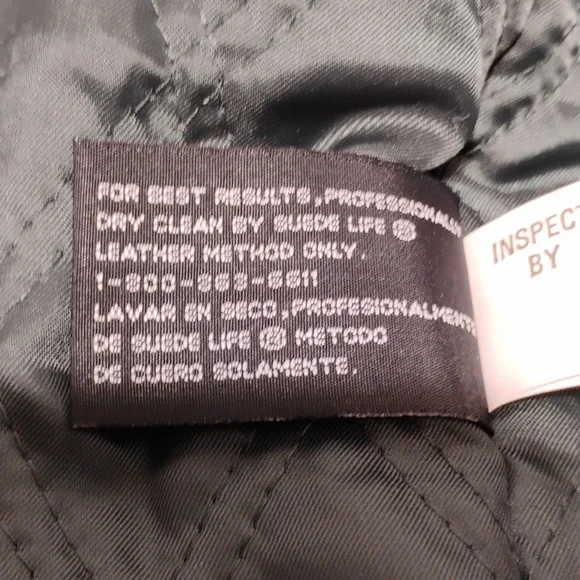 FOR BEST RESULTS, PROFESSIONALLY
DRY CLEAN BY SUEDE LIFE ®
LEATHER METHOD ONLY.
LAVAR EN SECO, PROFESIONALMENTE
DE SUEDE LIFE ® METODO
DE CUERO SOLAMENTE.
INSPECT
BY